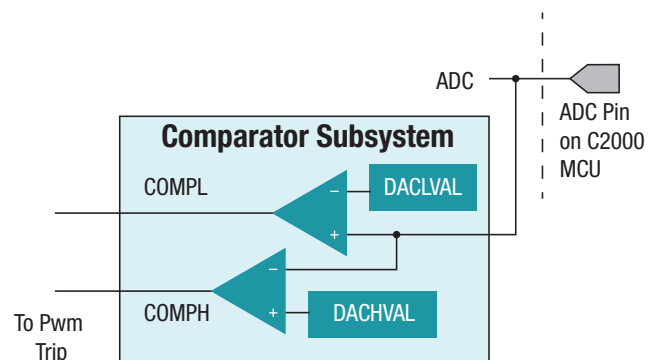 ADC
ADC Pin
on C2000
MCU
Comparator Subsystem
COMPL
−
DACLVAL
+
−
COMPH
+
DACHVAL
To Pwm
Trip